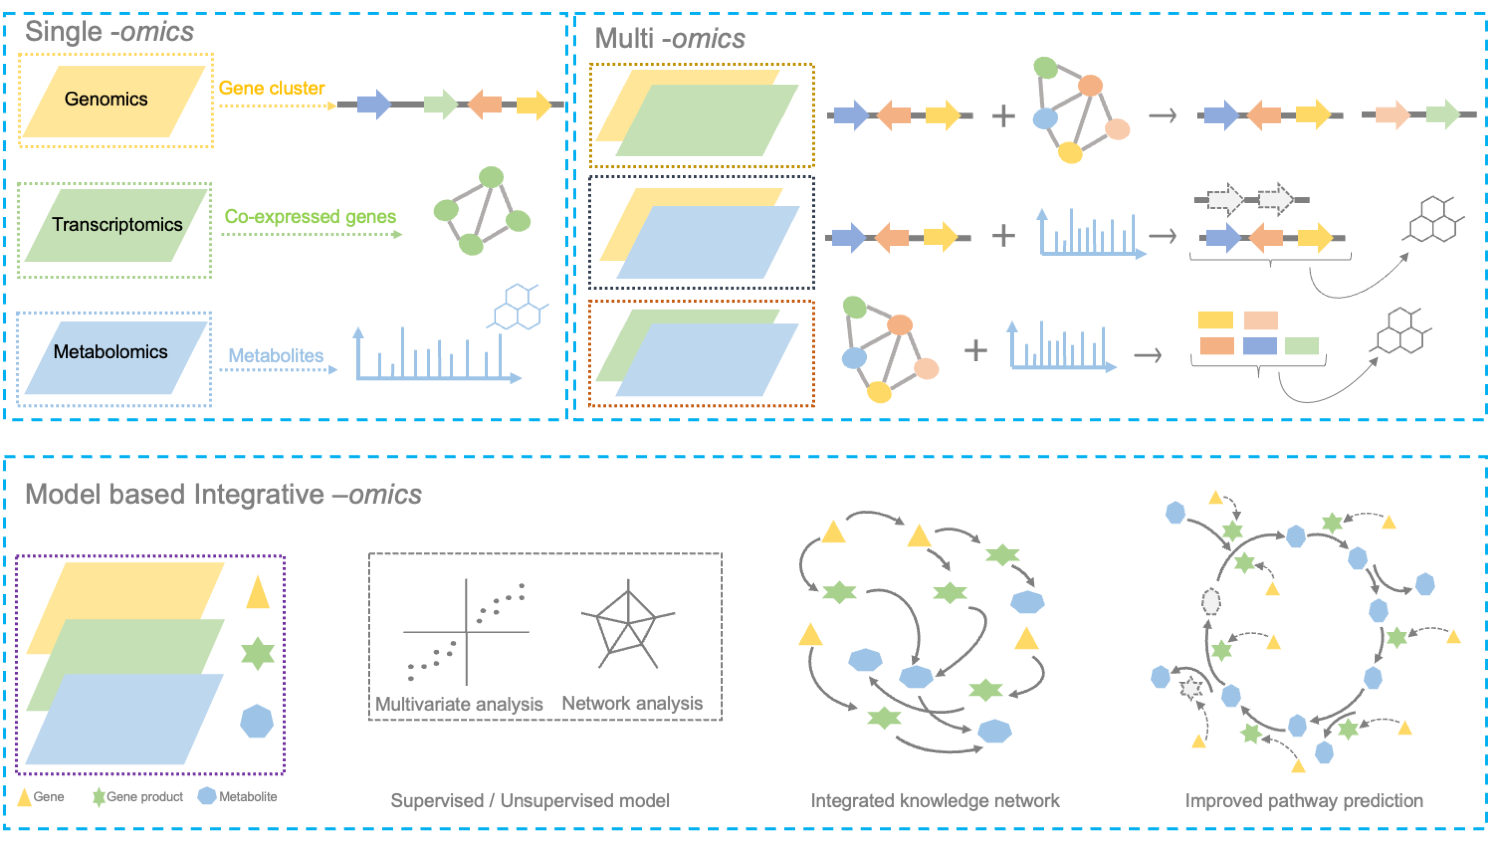 Single -omics
Genomics
Gene cluster
Transcriptomics
Co-expressed genes
Metabolomics
Metabolites
Multi -omics
Model based Integrative –omics
Multivariate analysis
Network analysis
Gene
Gene product
Metabolite
Supervised / Unsupervised model
Integrated knowledge network
Improved pathway prediction